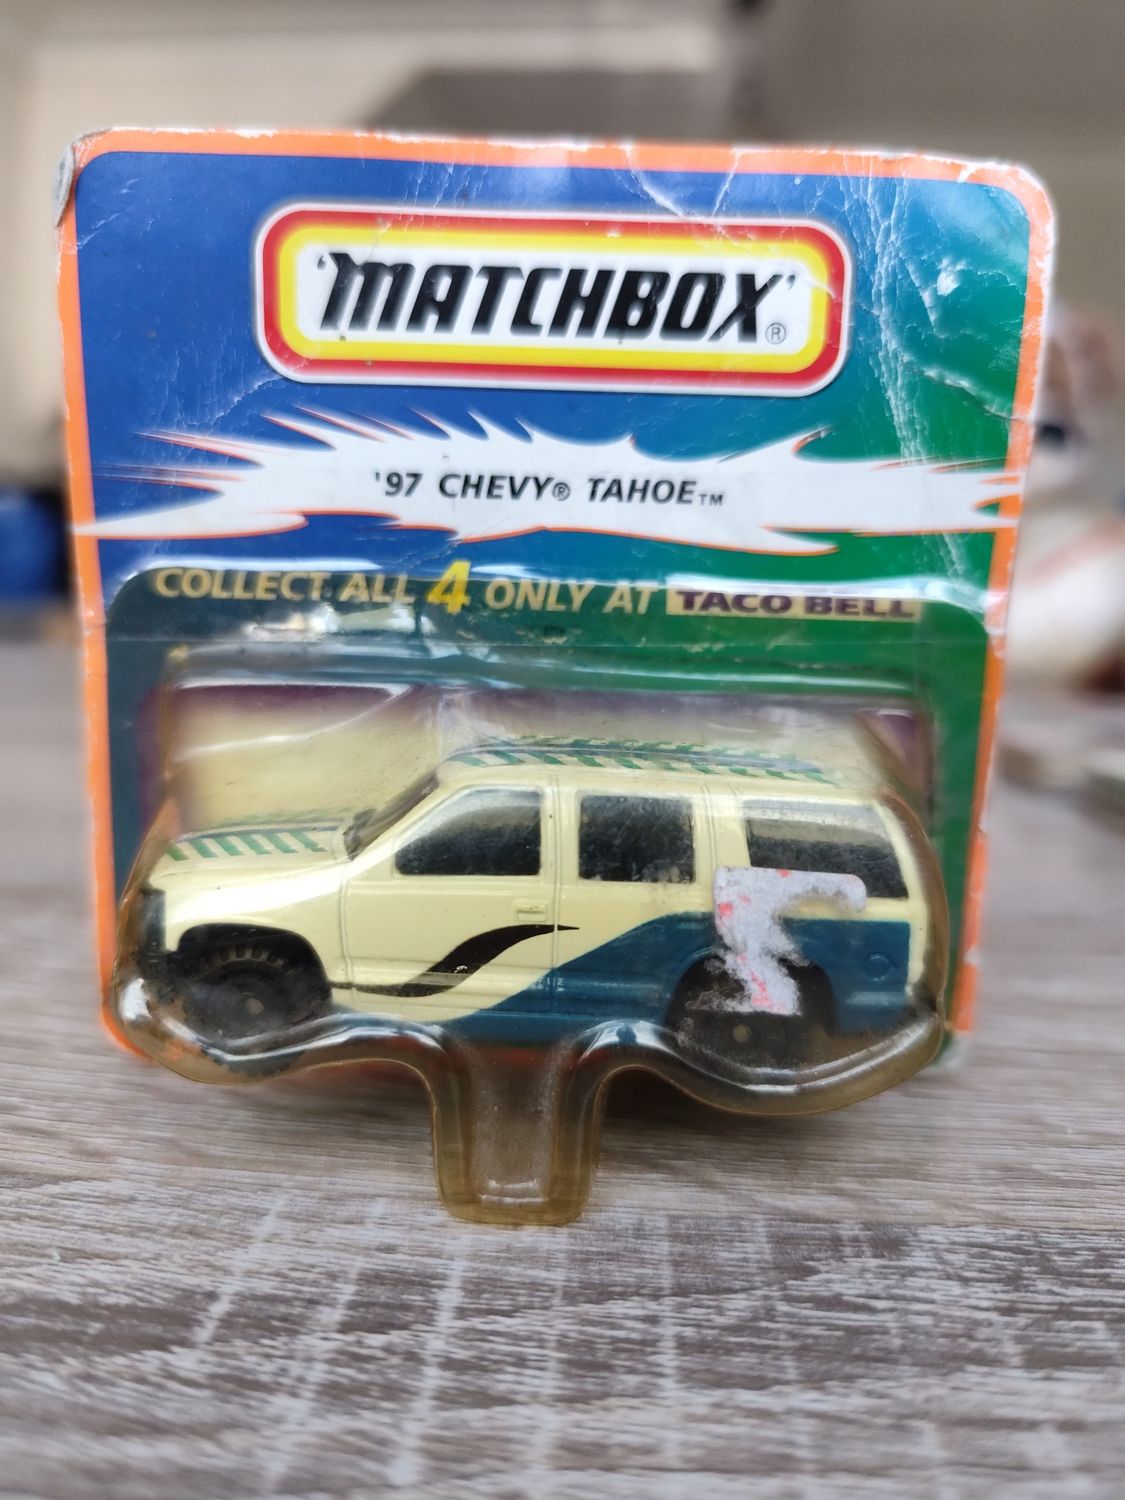 'MATCHBOX'®
'97 CHEVY® TAHOE™
COLLECT ALL 4 ONLY AT TACO BELL